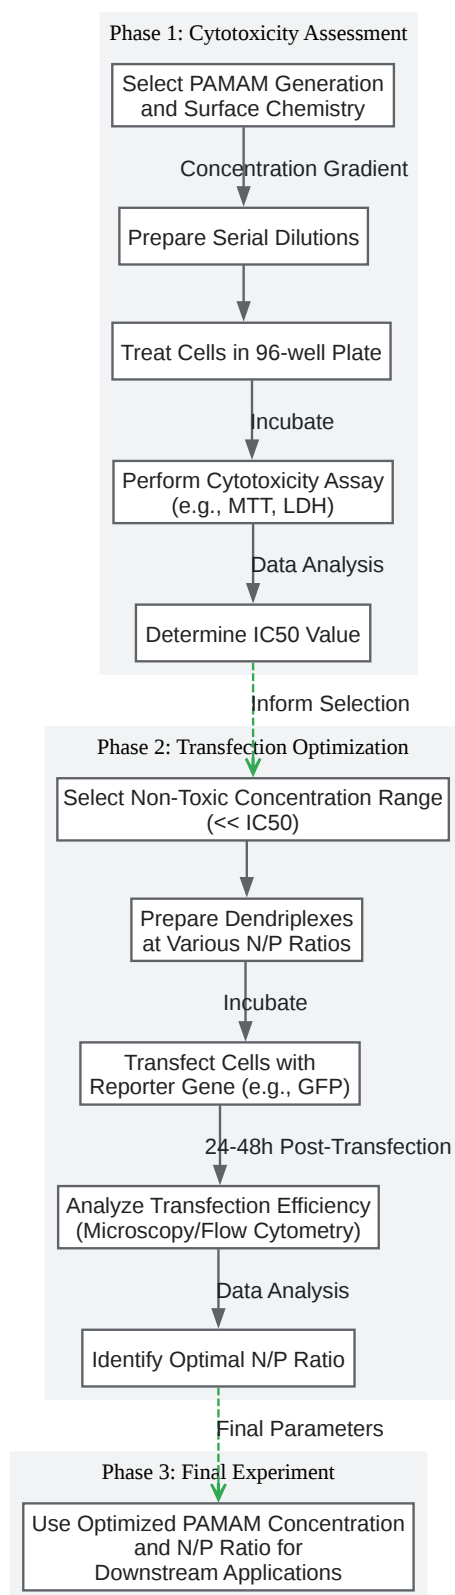 Phase 1: Cytotoxicity Assessment
Select PAMAM Generation
and Surface Chemistry
Concentration Gradient
Prepare Serial Dilutions
Treat Cells in 96-well Plate
Incubate
Perform Cytotoxicity Assay
(e.g., MTT, LDH)
Data Analysis
Determine IC50 Value
Inform Selection
Phase 2: Transfection Optimization
Select Non-Toxic Concentration Range
(<< IC50)
Prepare Dendriplexes
at Various N/P Ratios
Incubate
Transfect Cells with
Reporter Gene (e.g., GFP)
24-48h Post-Transfection
Analyze Transfection Efficiency
(Microscopy/Flow Cytometry)
Data Analysis
Identify Optimal N/P Ratio
Final Parameters
Phase 3: Final Experiment
Use Optimized PAMAM Concentration
and N/P Ratio for
Downstream Applications